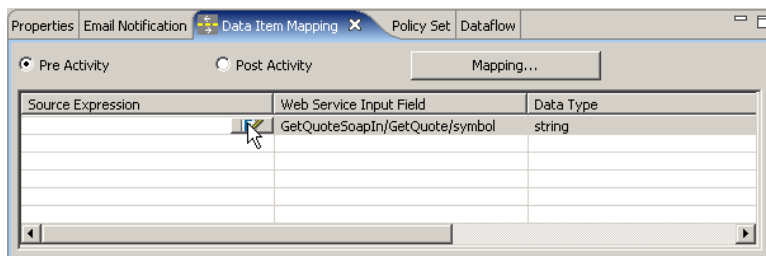 Properties Email Notification Data Item Mapping Policy Set Dataflow
Pre Activity Post Activity Mapping...
Source Expression Web Service Input Field Data Type
GetQuoteSoapIn/GetQuote/symbol string